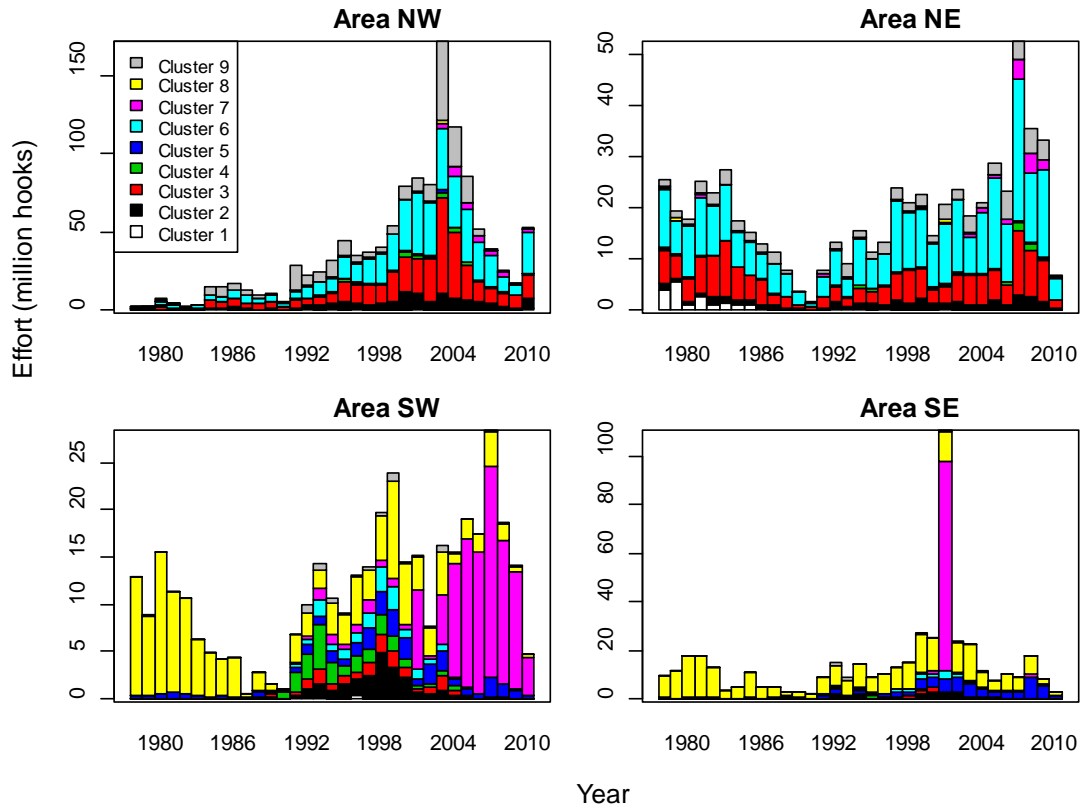 Area NW
Area NE
Effort (million hooks)
0 50 100 150
Cluster 9
Cluster 8
Cluster 7
Cluster 6
Cluster 5
Cluster 4
Cluster 3
Cluster 2
Cluster 1
1980 1986 1992 1998 2004 2010
0 10 20 30 40 50
1980 1986 1992 1998 2004 2010
Area SW
Area SE
0 5 10 15 20 25
1980 1986 1992 1998 2004 2010
0 20 40 60 80 100
1980 1986 1992 1998 2004 2010
Year